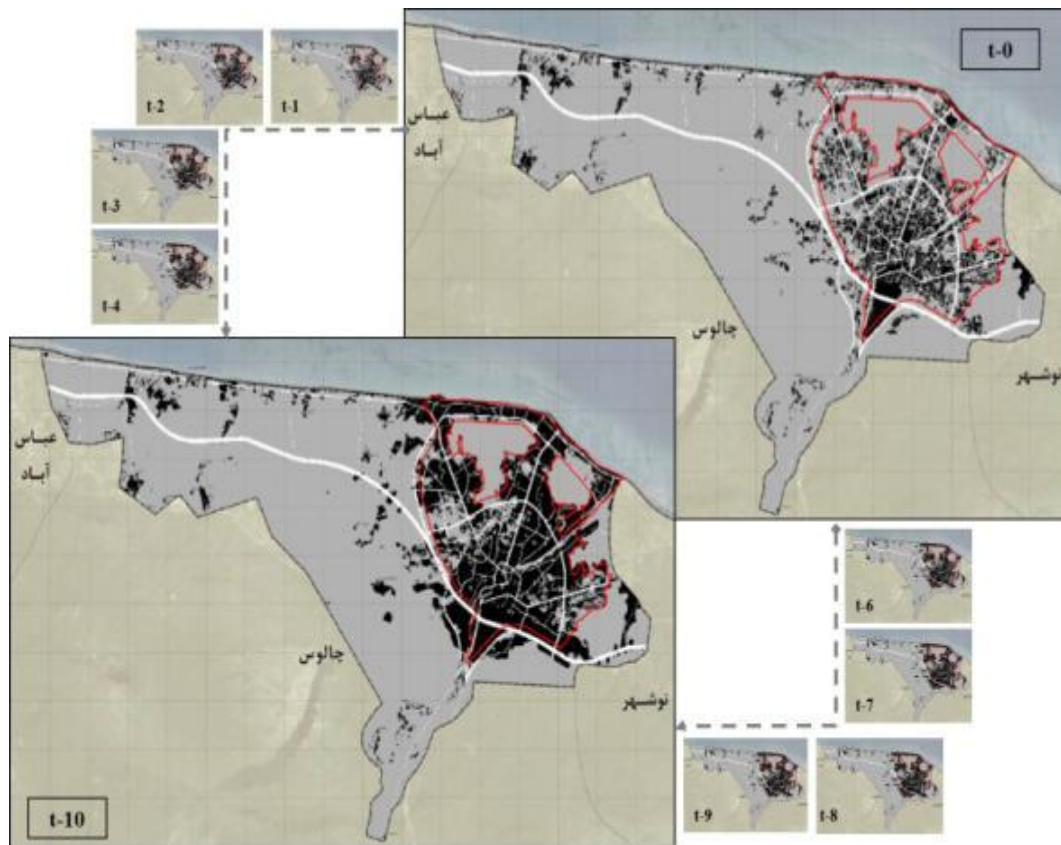 t-0
t-2
t-1
عباس
آباد
t-3
t-4
چالوس
نوشهر
عباس
آباد
t-6
چالوس
t-7
نوشهر
t-10
t-9
t-8